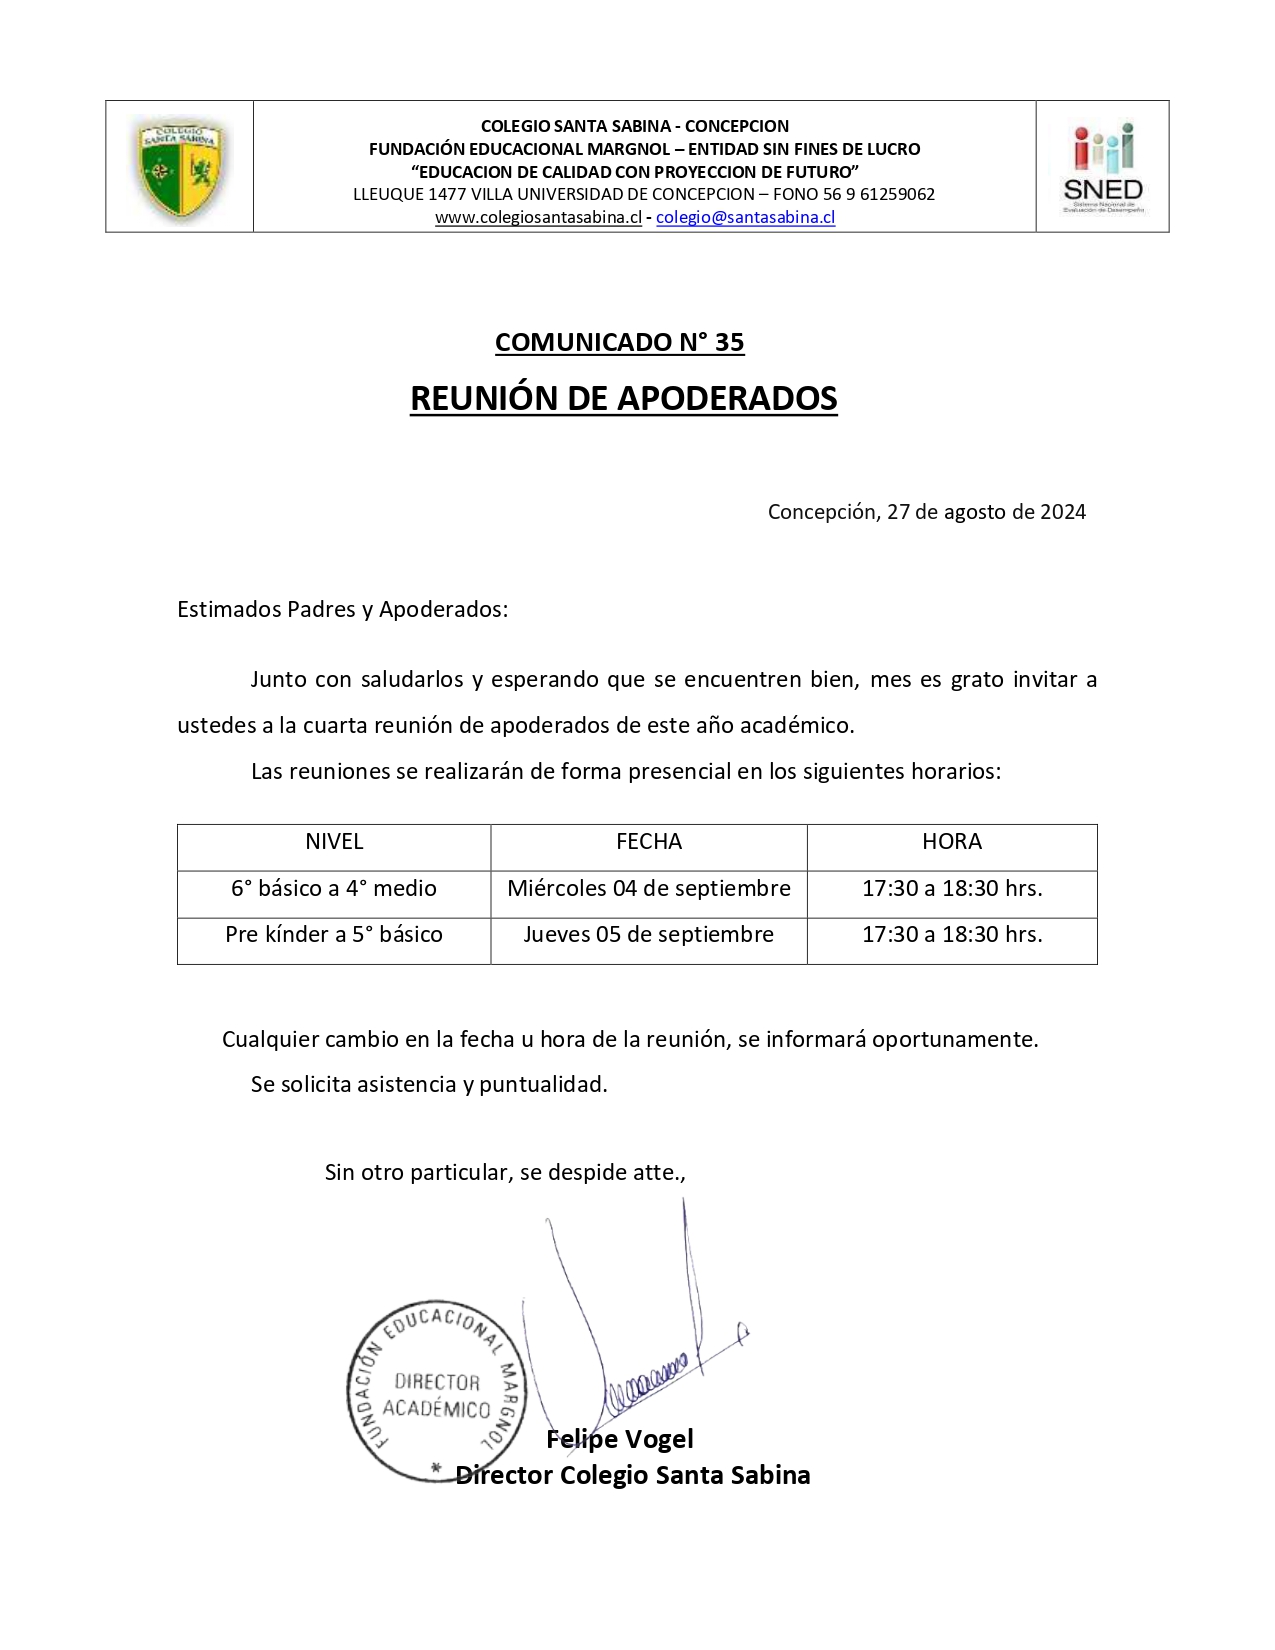 COLEGIO
SANTA SABINA
COLEGIO SANTA SABINA - CONCEPCION
FUNDACIÓN EDUCACIONAL MARGNOL – ENTIDAD SIN FINES DE LUCRO
“EDUCACION DE CALIDAD CON PROYECCION DE FUTURO”
LLEUQUE 1477 VILLA UNIVERSIDAD DE CONCEPCION – FONO 56 9 61259062
www.colegiosantasabina.cl - colegio@santasabina.cl
SNED
Sistema Nacional de
Evaluación de Desempeño
COMUNICADO N° 35
REUNIÓN DE APODERADOS
Concepción, 27 de agosto de 2024
Estimados Padres y Apoderados:
Junto con saludarlos y esperando que se encuentren bien, mes es grato invitar a
ustedes a la cuarta reunión de apoderados de este año académico.
Las reuniones se realizarán de forma presencial en los siguientes horarios:
NIVEL FECHA HORA
6° básico a 4° medio Miércoles 04 de septiembre 17:30 a 18:30 hrs.
Pre kínder a 5° básico Jueves 05 de septiembre 17:30 a 18:30 hrs.
Cualquier cambio en la fecha u hora de la reunión, se informará oportunamente.
Se solicita asistencia y puntualidad.
Sin otro particular, se despide atte.,
FUNDACIÓN EDUCACIONAL MARGNOL
DIRECTOR
ACADÉMICO
*
Felipe Vogel
Director Colegio Santa Sabina